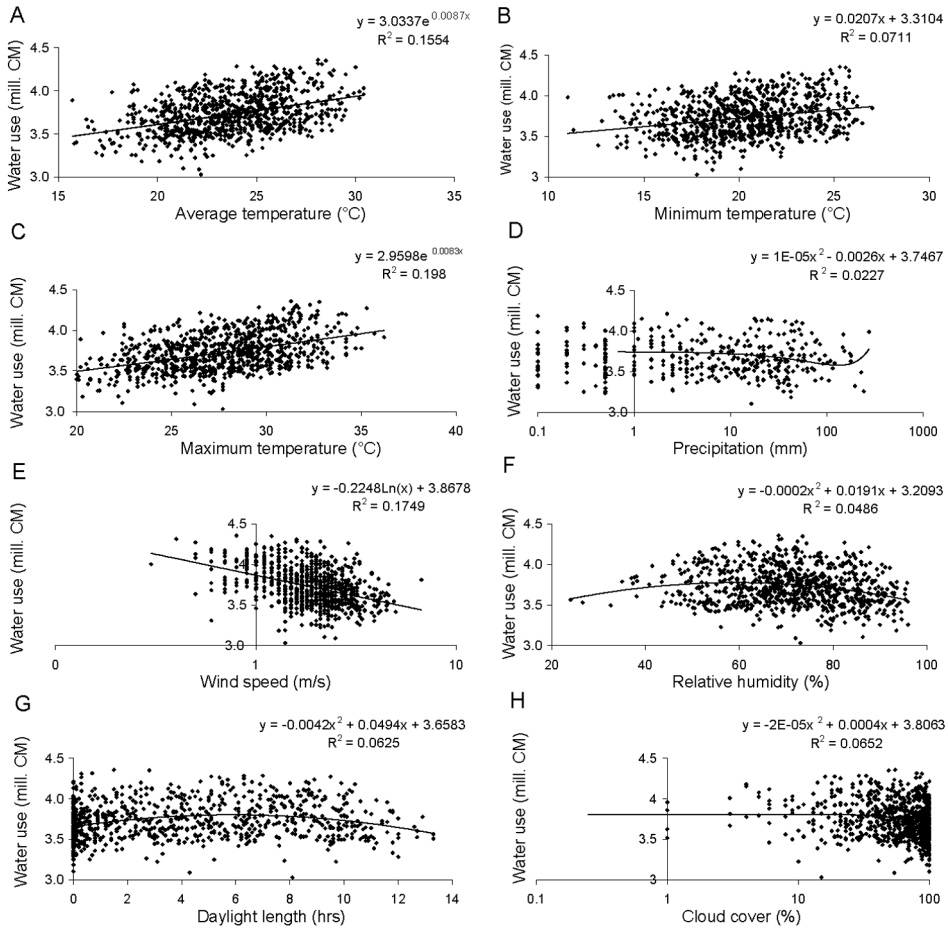 A
y = 3.0337e^0.0087x
R² = 0.1554
Water use (mill. CM)
4.5
4.0
3.5
3.0
15 20 25 30 35
Average temperature (°C)
B
y = 0.0207x + 3.3104
R² = 0.0711
Water use (mill. CM)
4.5
4.0
3.5
3
10 15 20 25 30
Minimum temperature (°C)
C
y = 2.9598e^0.0083x
R² = 0.198
Water use (mill. CM)
4.5
4.0
3.5
3.0
20 25 30 35 40
Maximum temperature (°C)
D
y = 1E-05x² - 0.0026x + 3.7467
R² = 0.0227
Water use (mill. CM)
4.5
4.0
3.5
3.0
0.1 1 10 100 1000
Precipitation (mm)
E
y = -0.2248Ln(x) + 3.8678
R² = 0.1749
Water use (mill. CM)
4.5
4.0
3.5
3.0
0 1 10
Wind speed (m/s)
F
y = -0.0002x² + 0.0191x + 3.2093
R² = 0.0486
Water use (mill. CM)
4.5
4.0
3.5
3.0
20 40 60 80 100
Relative humidity (%)
G
y = -0.0042x² + 0.0494x + 3.6583
R² = 0.0625
Water use (mill. CM)
4.5
4.0
3.5
3.0
0 2 4 6 8 10 12 14
Daylight length (hrs)
H
y = -2E-05x² + 0.0004x + 3.8063
R² = 0.0652
Water use (mill. CM)
4.5
4
3.5
3
0.1 1 10 100
Cloud cover (%)